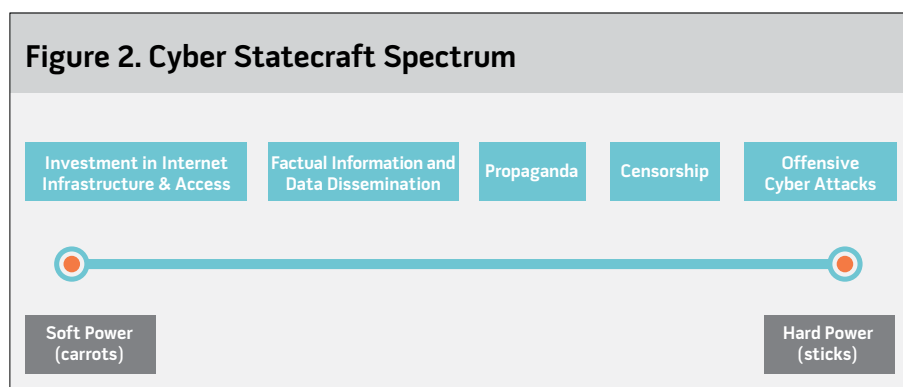 Figure 2. Cyber Statecraft Spectrum
Investment in Internet
Infrastructure & Access
Factual Information and
Data Dissemination
Propaganda
Censorship
Offensive
Cyber Attacks
Soft Power
(carrots)
Hard Power
(sticks)